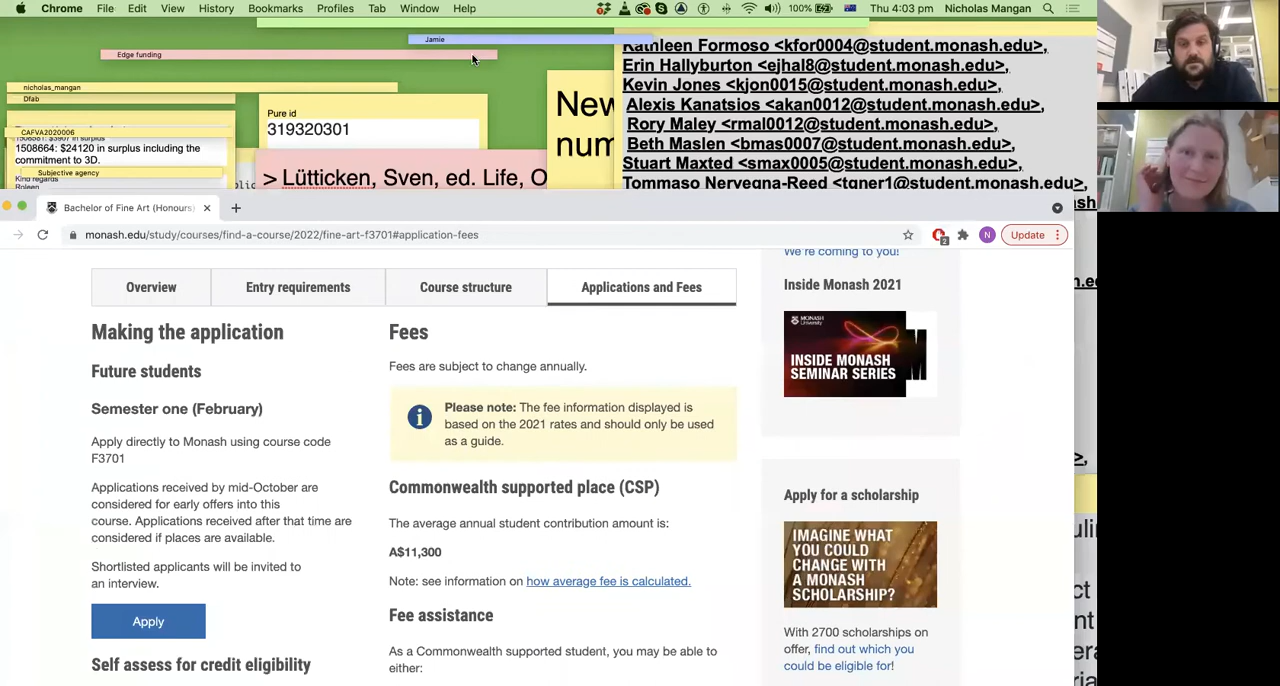 Chrome File Edit View History Bookmarks Profiles Tab Window Help
100% Thu 4:03 pm Nicholas Mangan
Jamie
Edge funding
nicholas_mangan
Dfab
CAFVA2020006
1508664: $24120 in surplus including the
commitment to 3D.
Subjective agency
Kind regards
Pure id
319320301
> Lütticken, Sven, ed. Life, O
New
num
Kathleen Formoso <kfor0004@student.monash.edu>,
Erin Hallyburton <ejhal8@student.monash.edu>,
Kevin Jones <kjon0015@student.monash.edu>,
Alexis Kanatsios <akan0012@student.monash.edu>,
Rory Maley <rmal0012@student.monash.edu>,
Beth Maslen <bmas0007@student.monash.edu>,
Stuart Maxted <smax0005@student.monash.edu>,
Tommaso Nervegna-Reed <tgner1@student.monash.edu>,
Bachelor of Fine Art (Honours)
monash.edu/study/courses/find-a-course/2022/fine-art-f3701#application-fees
2
N
Update
Overview
Entry requirements
Course structure
Applications and Fees
Making the application
Future students
Semester one (February)
Apply directly to Monash using course code
F3701
Applications received by mid-October are
considered for early offers into this
course. Applications received after that time are
considered if places are available.
Shortlisted applicants will be invited to
an interview.
Apply
Self assess for credit eligibility
Fees
Fees are subject to change annually.
Please note: The fee information displayed is
based on the 2021 rates and should only be used
as a guide.
Commonwealth supported place (CSP)
The average annual student contribution amount is:
A$11,300
Note: see information on how average fee is calculated.
Fee assistance
As a Commonwealth supported student, you may be able to
either:
We're coming to you!
Inside Monash 2021
MONASH
University
INSIDE MONASH
SEMINAR SERIES
Apply for a scholarship
IMAGINE WHAT
YOU COULD
CHANGE WITH
A MONASH
SCHOLARSHIP?
With 2700 scholarships on
offer, find out which you
could be eligible for!